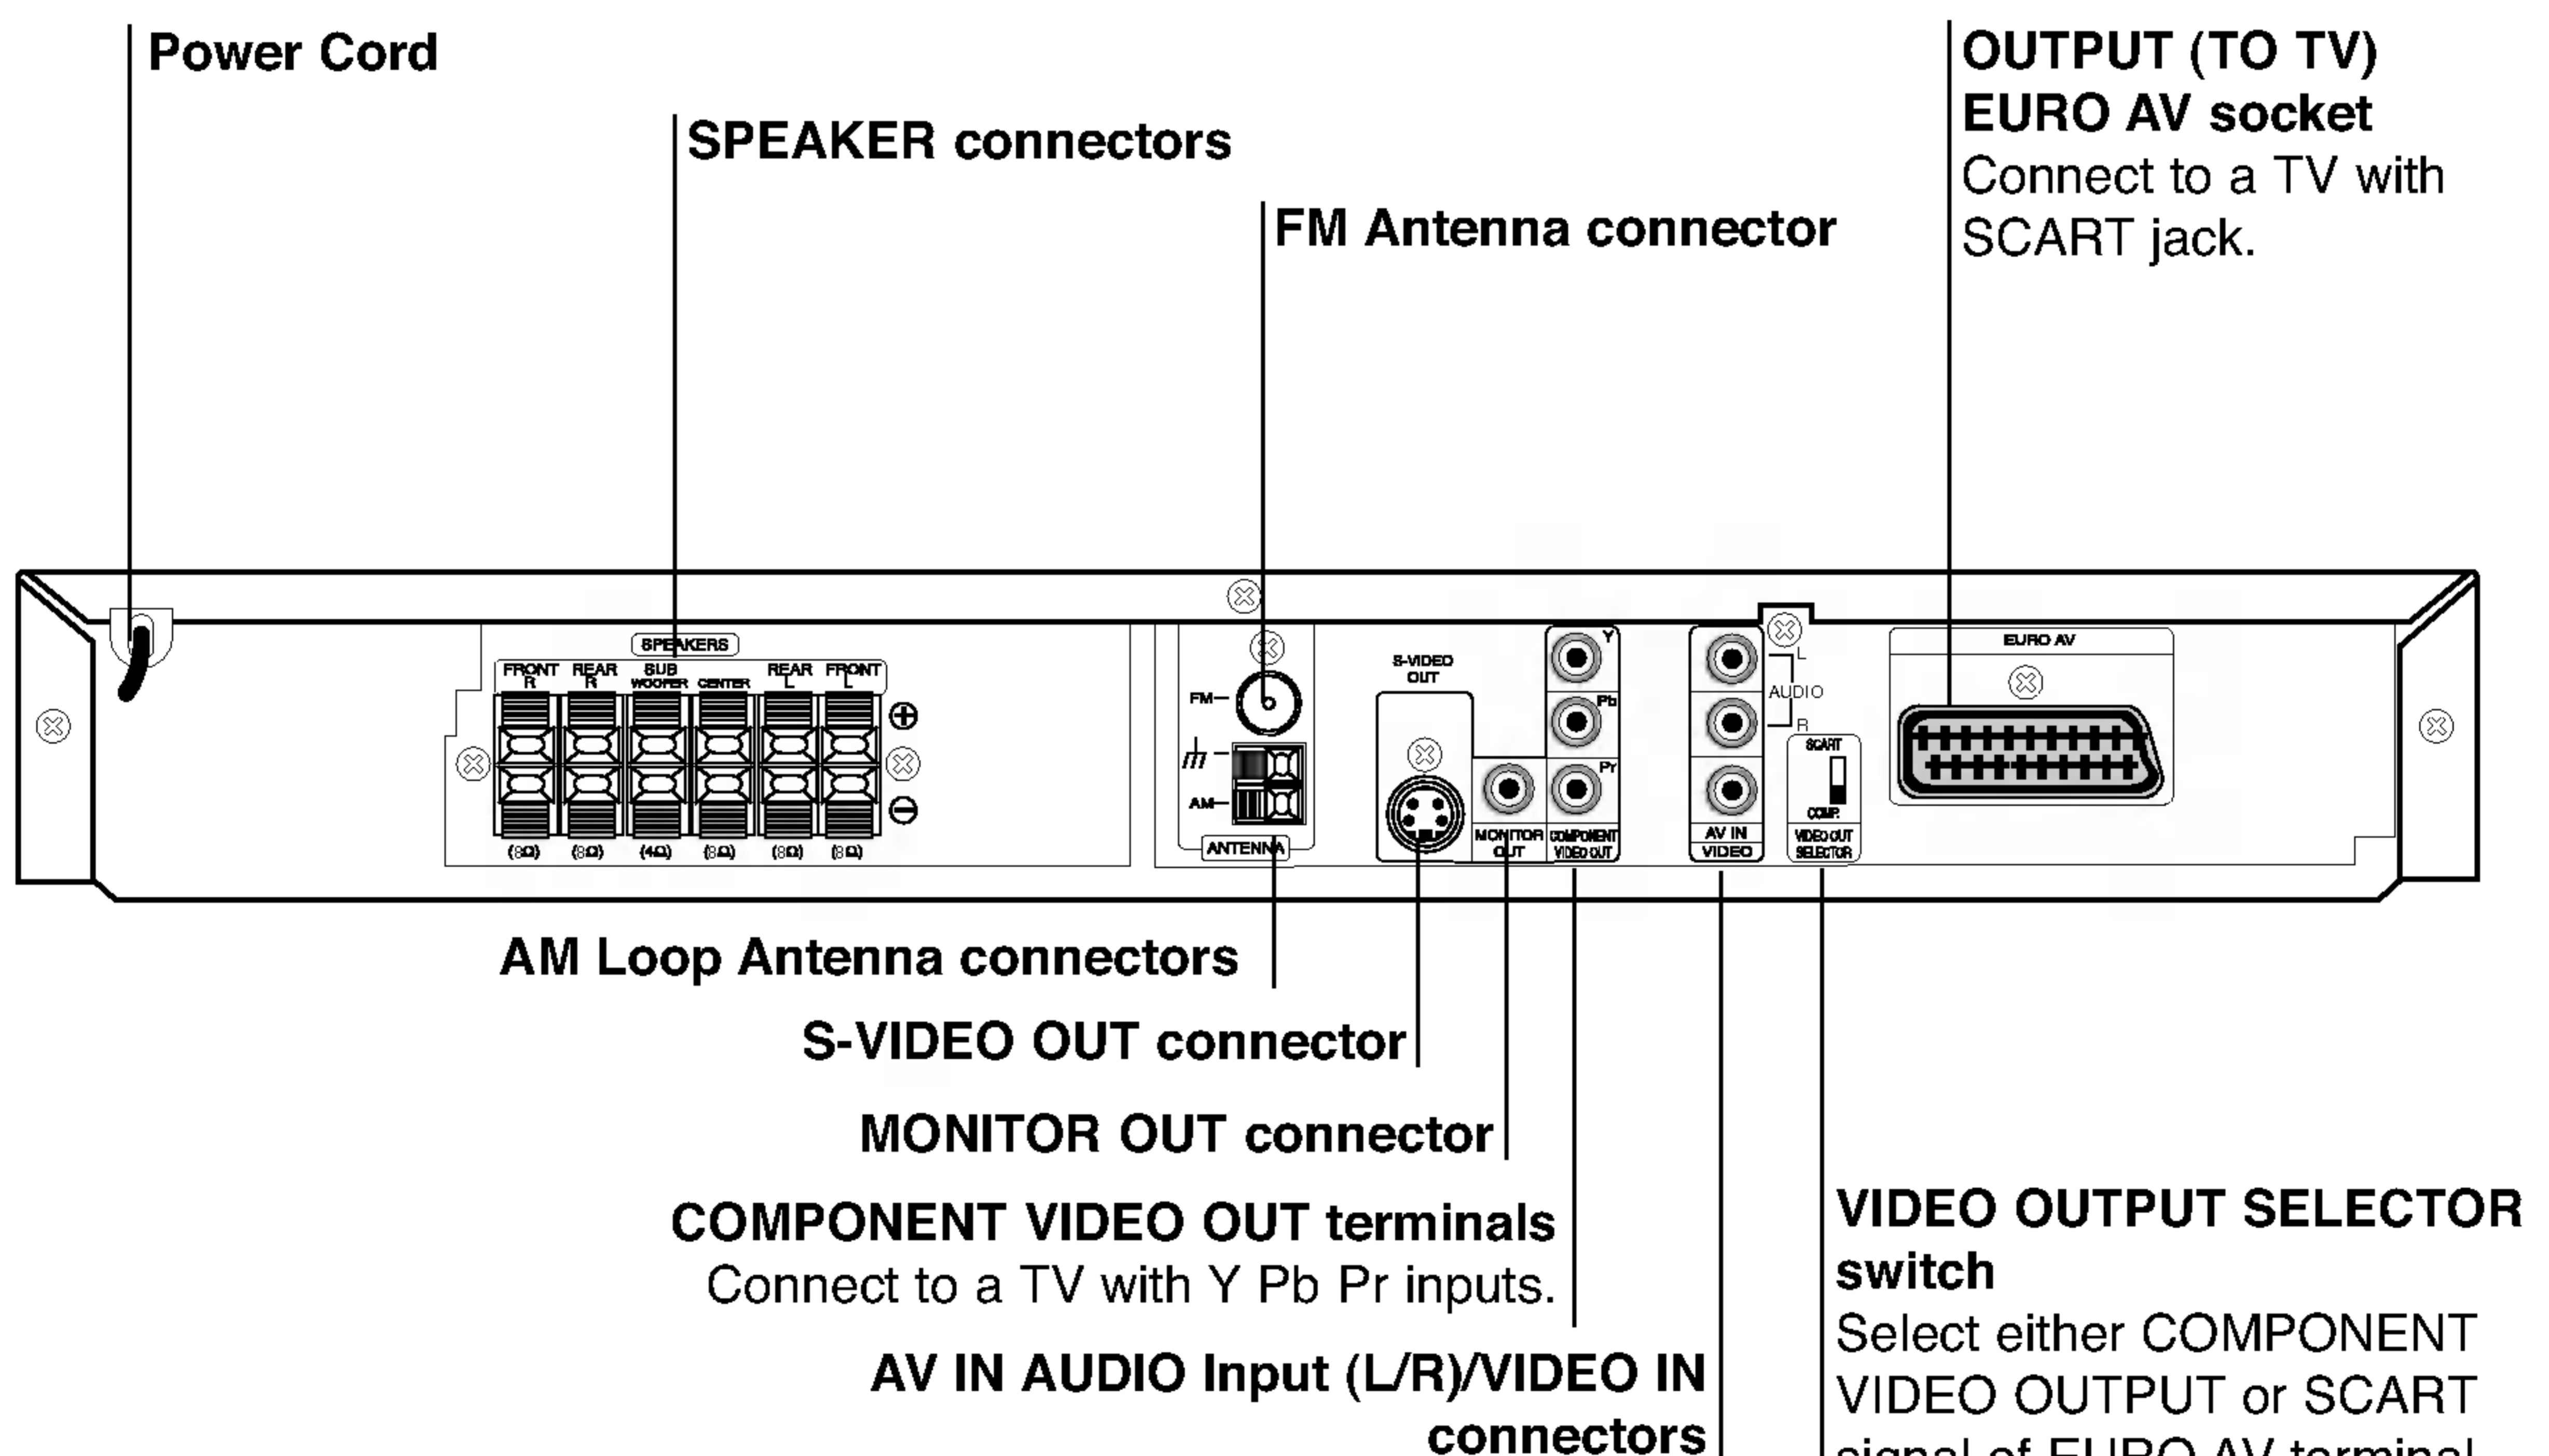 Power Cord
SPEAKER connectors
FM Antenna connector
OUTPUT (TO TV)
EURO AV socket
Connect to a TV with
SCART jack.
SPEAKERS
FRONT R
REAR R
SUB WOOFER
CENTER
REAR L
FRONT L
(8Ω)
(8Ω)
(4Ω)
(8Ω)
(8Ω)
(8Ω)
FM
AM
ANTENNA
S-VIDEO
OUT
MONITOR
OUT
Y
Pb
Pr
COMPONENT
VIDEO OUT
L
AUDIO
R
AV IN
VIDEO
SCART
COMP.
VIDEO OUT
SELECTOR
EURO AV
AM Loop Antenna connectors
S-VIDEO OUT connector
MONITOR OUT connector
COMPONENT VIDEO OUT terminals
Connect to a TV with Y Pb Pr inputs.
AV IN AUDIO Input (L/R)/VIDEO IN
connectors
VIDEO OUTPUT SELECTOR
switch
Select either COMPONENT
VIDEO OUTPUT or SCART
signal of EURO AV terminal